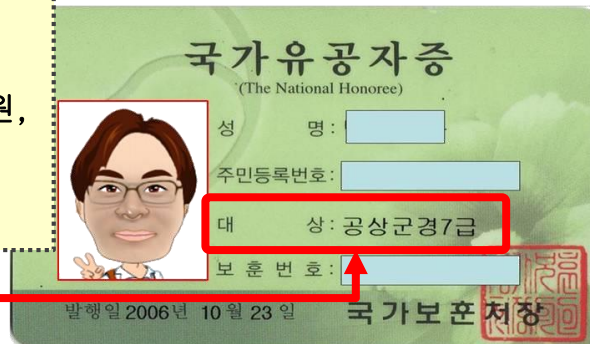 국가유공자증
(The National Honoree)
원,
성 명:
주민등록번호:
대 상: 공상군경7급
보 훈 번 호:
발행일 2006년 10월 23일 국가보훈처장